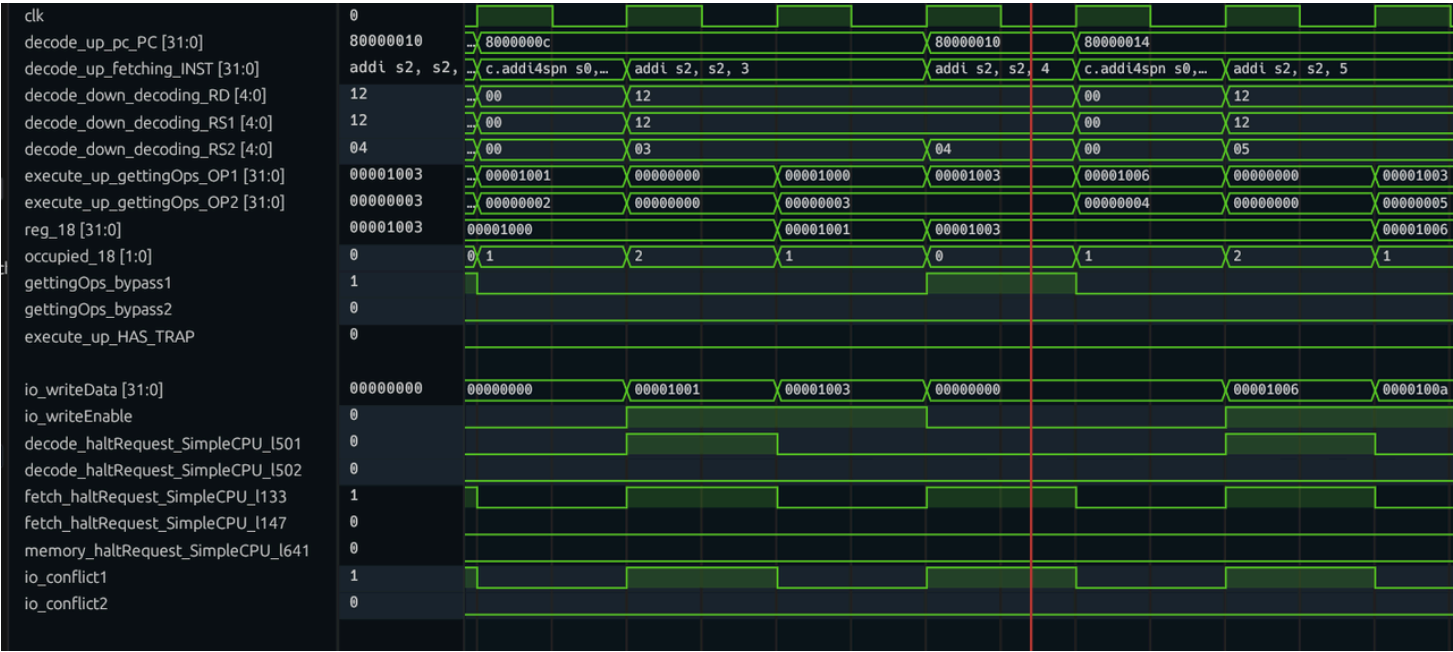 clk 0
decode_up_pc_PC [31:0] 80000010 … 8000000c 80000010 80000014
decode_up_fetching_INST [31:0] addi s2, s2, … c.addi4spn s0,… addi s2, s2, 3 addi s2, s2, 4 c.addi4spn s0,… addi s2, s2, 5
decode_down_decoding_RD [4:0] 12 … 00 12 00 12
decode_down_decoding_RS1 [4:0] 12 … 00 12 00 12
decode_down_decoding_RS2 [4:0] 04 … 00 03 04 00 05
execute_up_gettingOps_OP1 [31:0] 00001003 … 00001001 00000000 00001000 00001003 00001006 00000000 00001003
execute_up_gettingOps_OP2 [31:0] 00000003 … 00000002 00000000 00000003 00000004 00000000 00000005
reg_18 [31:0] 00001003 00001000 00001001 00001003 00001006
occupied_18 [1:0] 0 0 1 2 1 0 1 2 1
gettingOps_bypass1 1
gettingOps_bypass2 0
execute_up_HAS_TRAP 0
io_writeData [31:0] 00000000 00000000 00001001 00001003 00000000 00001006 0000100a
io_writeEnable 0
decode_haltRequest_SimpleCPU_l501 0
decode_haltRequest_SimpleCPU_l502 0
fetch_haltRequest_SimpleCPU_l133 1
fetch_haltRequest_SimpleCPU_l147 0
memory_haltRequest_SimpleCPU_l641 0
io_conflict1 1
io_conflict2 0